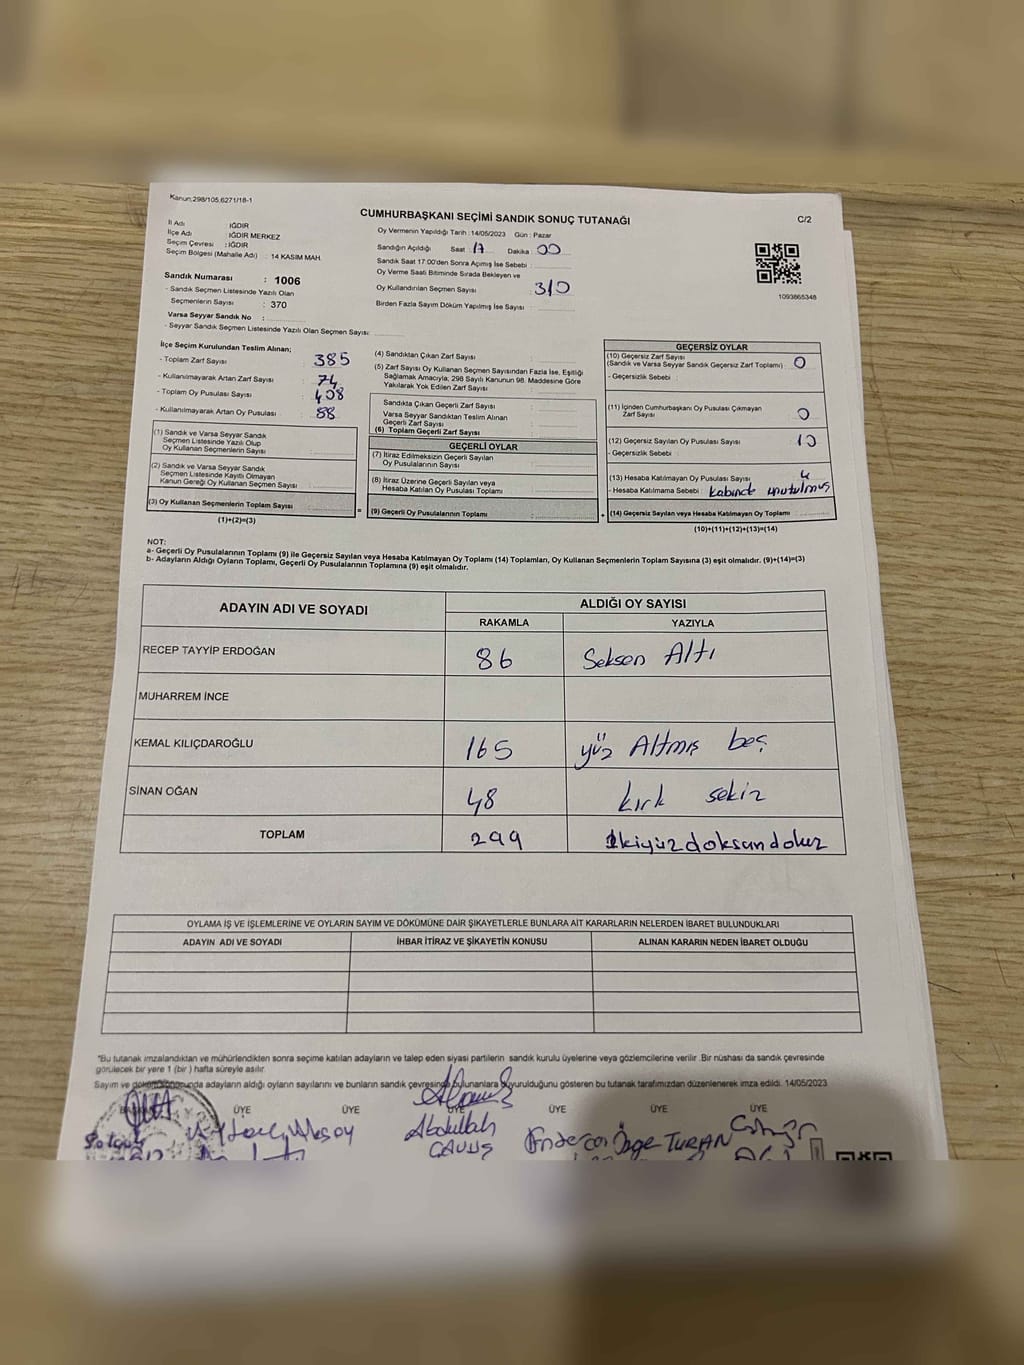 Kanun;298/105,6271/18-1
CUMHURBAŞKANI SEÇİMİ SANDIK SONUÇ TUTANAĞI
C/2
İl Adı : IĞDIR
İlçe Adı : IĞDIR MERKEZ
Seçim Çevresi : IĞDIR
Seçim Bölgesi (Mahalle Adı) : 14 KASIM MAH.
Oy Vermenin Yapıldığı Tarih : 14/05/2023 Gün : Pazar
Sandığın Açıldığı Saat 17 Dakika 00
Sandık Saat 17.00'den Sonra Açımış İse Sebebi :
Oy Verme Saati Bitiminde Sırada Bekleyen ve
Oy Kullandırılan Seçmen Sayısı : 310
Birden Fazla Sayım Döküm Yapılmış İse Sayısı :
1093865348
Sandık Numarası : 1006
- Sandık Seçmen Listesinde Yazılı Olan
Seçmenlerin Sayısı : 370
Varsa Seyyar Sandık No :
- Seyyar Sandık Seçmen Listesinde Yazılı Olan Seçmen Sayısı:
İlçe Seçim Kurulundan Teslim Alınan;
- Toplam Zarf Sayısı 385
- Kullanılmayarak Artan Zarf Sayısı : 74
- Toplam Oy Pusulası Sayısı : 408
- Kullanılmayarak Artan Oy Pusulası : 88
(1) Sandık ve Varsa Seyyar Sandık
Seçmen Listesinde Yazılı Olup
Oy Kullanan Seçmenlerin Sayısı :
(2) Sandık ve Varsa Seyyar Sandık
Seçmen Listesinde Kayıtlı Olmayan
Kanun Gereği Oy Kullanan Seçmen Sayısı :
(3) Oy Kullanan Seçmenlerin Toplam Sayısı
(1)+(2)=(3)
(4) Sandıktan Çıkan Zarf Sayısı :
(5) Zarf Sayısı Oy Kullanan Seçmen Sayısından Fazla İse, Eşitliği
Sağlamak Amacıyla; 298 Sayılı Kanunun 98. Maddesine Göre
Yakılarak Yok Edilen Zarf Sayısı :
Sandıkta Çıkan Geçerli Zarf Sayısı :
Varsa Seyyar Sandıktan Teslim Alınan
Geçerli Zarf Sayısı :
(6) Toplam Geçerli Zarf Sayısı :
GEÇERLİ OYLAR
(7) İtiraz Edilmeksizin Geçerli Sayılan
Oy Pusulalarının Sayısı :
(8) İtiraz Üzerine Geçerli Sayılan veya
Hesaba Katılan Oy Pusulası Toplamı :
(9) Geçerli Oy Pusulalarının Toplamı :
=
+
GEÇERSİZ OYLAR
(10) Geçersiz Zarf Sayısı
(Sandık ve Varsa Seyyar Sandık Geçersiz Zarf Toplamı) : 0
- Geçersizlik Sebebi :
(11) İçinden Cumhurbaşkanı Oy Pusulası Çıkmayan
Zarf Sayısı : 0
(12) Geçersiz Sayılan Oy Pusulası Sayısı : 10
- Geçersizlik Sebebi :
(13) Hesaba Katılmayan Oy Pusulası Sayısı : 4
- Hesaba Katılmama Sebebi : kabinde unutulmuş
(14) Geçersiz Sayılan veya Hesaba Katılmayan Oy Toplamı :
(10)+(11)+(12)+(13)=(14)
NOT:
a- Geçerli Oy Pusulalarının Toplamı (9) ile Geçersiz Sayılan veya Hesaba Katılmayan Oy Toplamı (14) Toplamları, Oy Kullanan Seçmenlerin Toplam Sayısına (3) eşit olmalıdır. (9)+(14)=(3)
b- Adayların Aldığı Oyların Toplamı, Geçerli Oy Pusulalarının Toplamına (9) eşit olmalıdır.
ADAYIN ADI VE SOYADI
ALDIĞI OY SAYISI
RAKAMLA YAZIYLA
RECEP TAYYİP ERDOĞAN 86 Seksen Altı
MUHARREM İNCE
KEMAL KILIÇDAROĞLU 165 yüz Altmış beş
SİNAN OĞAN 48 kırk sekiz
TOPLAM 299 ikiyüzdoksandokuz
OYLAMA İŞ VE İŞLEMLERİNE VE OYLARIN SAYIM VE DÖKÜMÜNE DAİR ŞİKAYETLERLE BUNLARA AİT KARARLARIN NELERDEN İBARET BULUNDUKLARI
ADAYIN ADI VE SOYADI İHBAR İTİRAZ VE ŞİKAYETİN KONUSU ALINAN KARARIN NEDEN İBARET OLDUĞU
*Bu tutanak imzalandıktan ve mühürlendikten sonra seçime katılan adayların ve talep eden siyasi partilerin sandık kurulu üyelerine veya gözlemcilerine verilir. Bir nüshası da sandık çevresinde
görülecek bir yere 1 (bir) hafta süreyle asılır.
Sayım ve adayların aldığı oyların sayılarını ve bunların sandık çevresinde bulunanlara duyurulduğunu gösteren bu tutanak tarafımızdan düzenlenerek imza edildi. 14/05/2023
ÜYE ÜYE ÜYE ÜYE ÜYE ÜYE
Abdullah
ÇAVUŞ
Özge TURAN